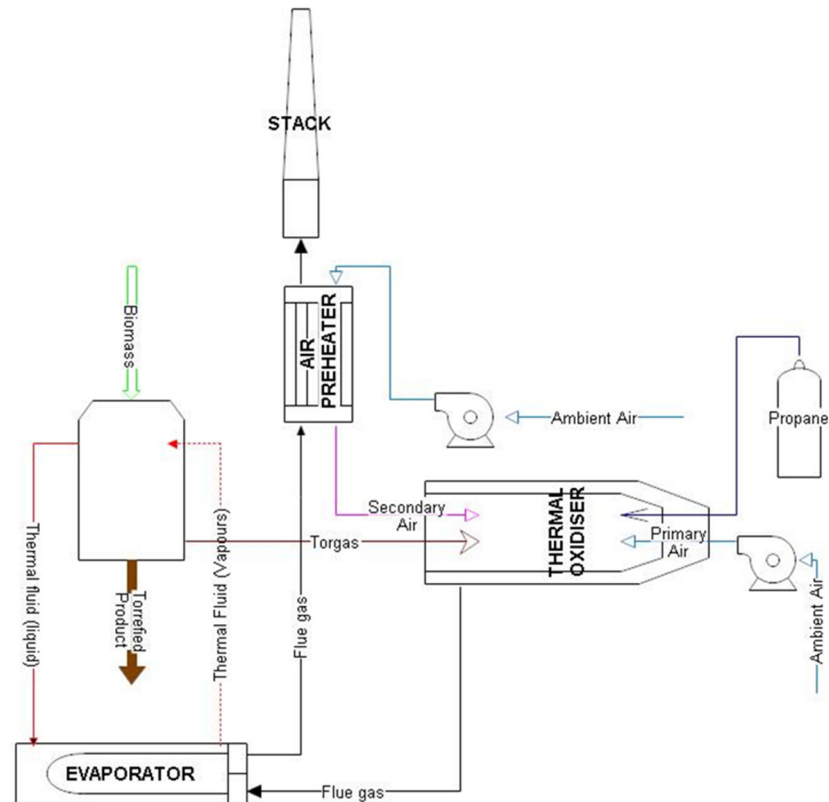 STACK
Biomass
AIR
PREHEATER
Ambient Air
Propane
Secondary
Air
THERMAL
OXIDISER
Primary
Air
Torgas
Thermal fluid (liquid)
Torrefied
Product
Thermal Fluid (Vapours)
Flue gas
Ambient Air
EVAPORATOR
Flue gas